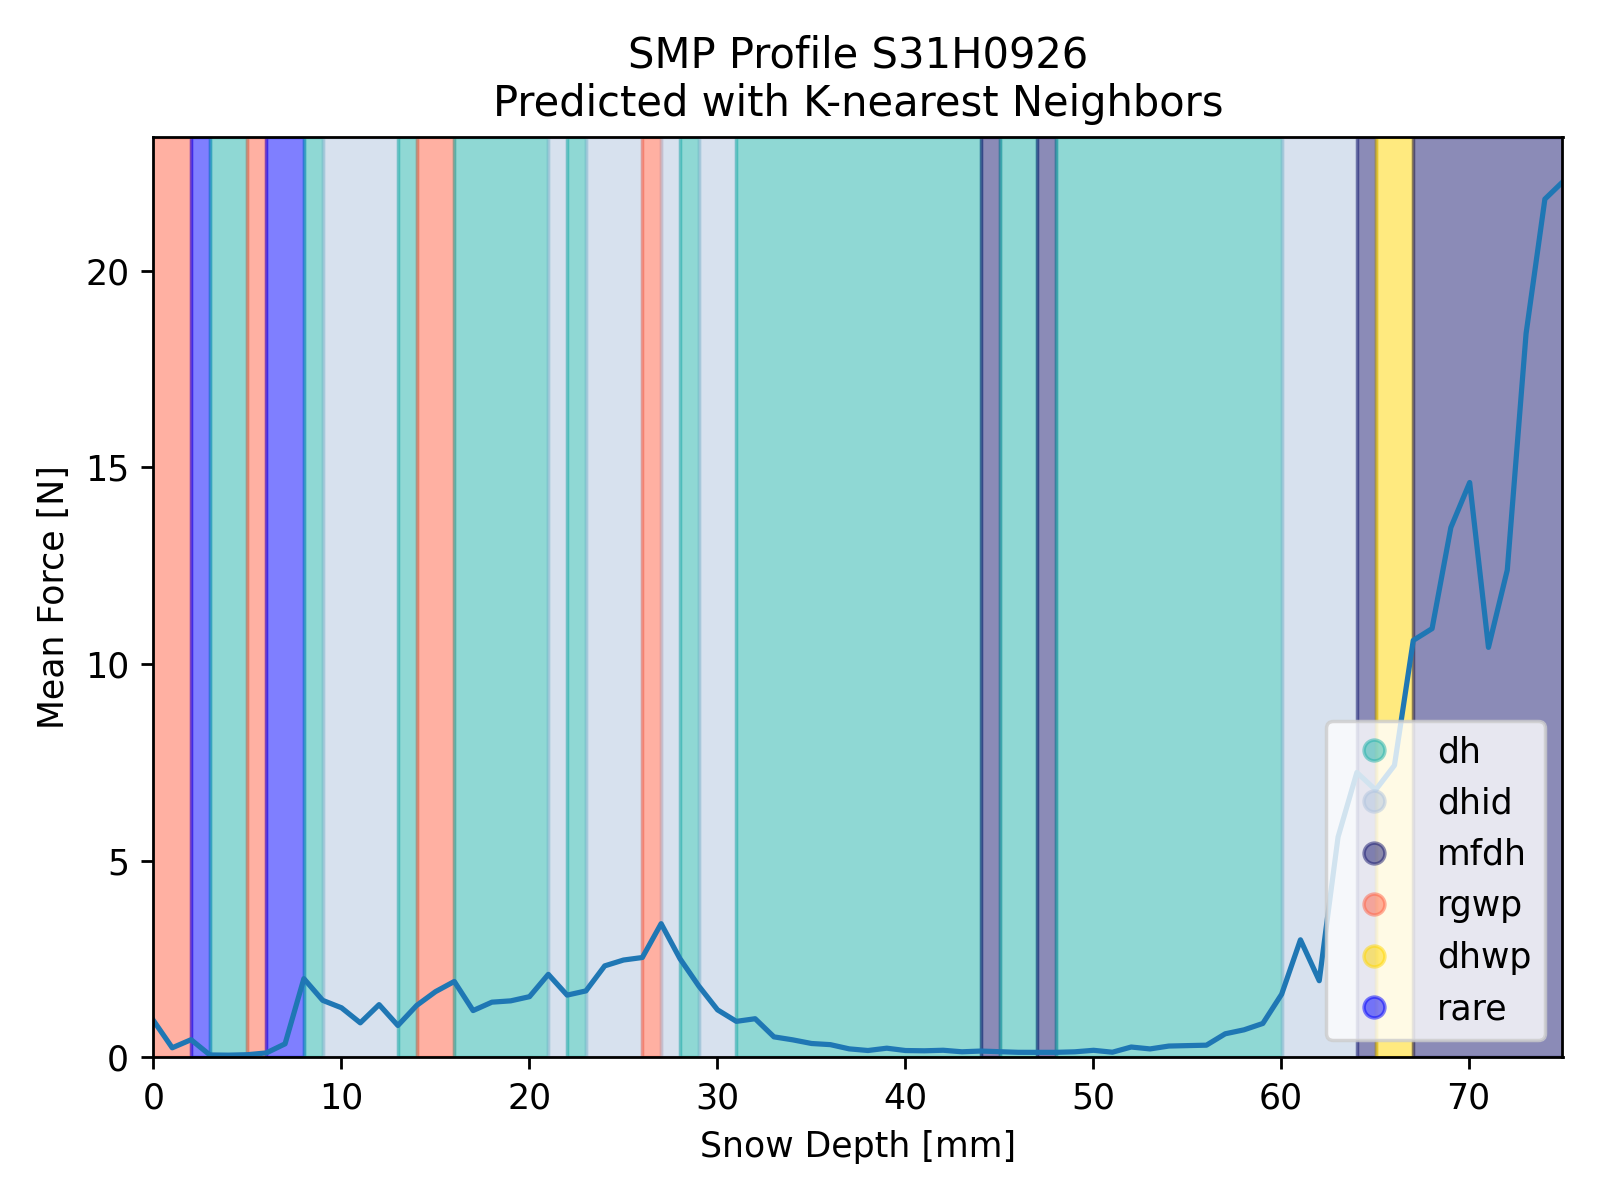 SMP Profile S31H0926
Predicted with K-nearest Neighbors
Mean Force [N]
20
15
10
5
0
0 10 20 30 40 50 60 70
Snow Depth [mm]
dh
dhid
mfdh
rgwp
dhwp
rare